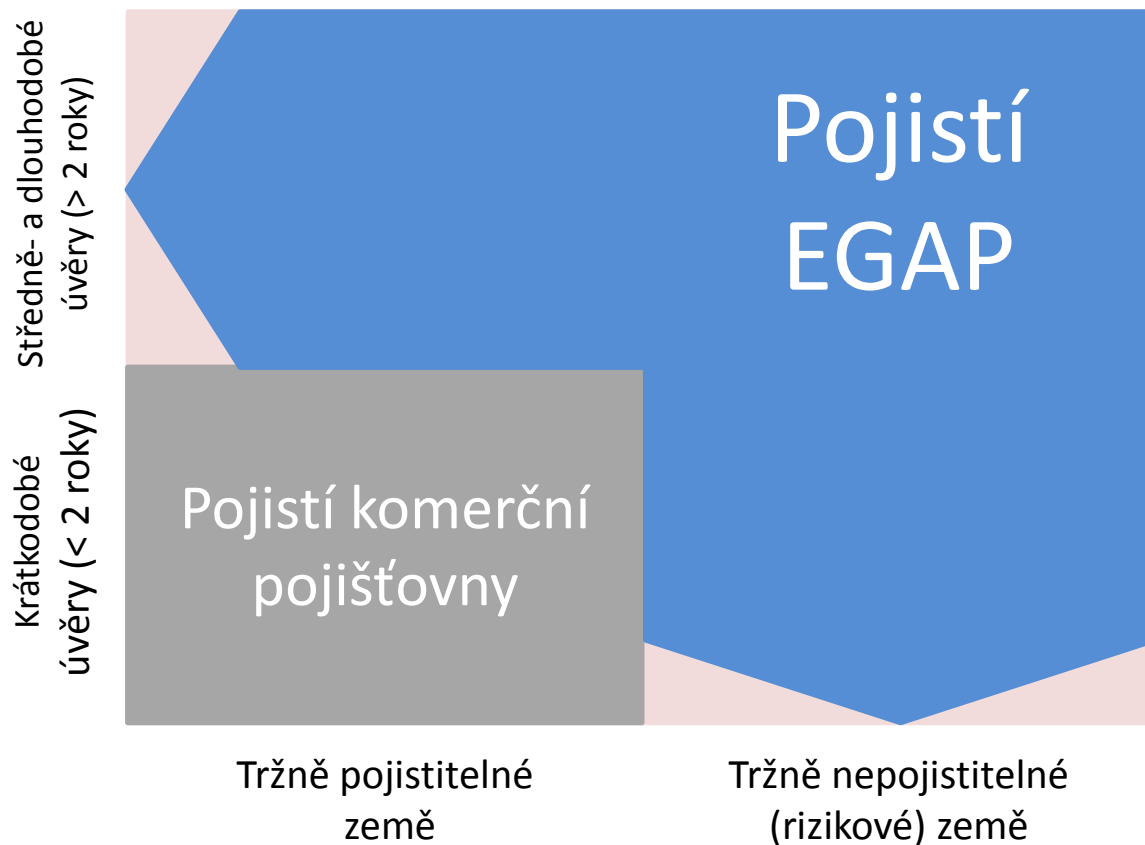 Středně- a dlouhodobé
úvěry (> 2 roky)
Pojistí
EGAP
Krátkodobé
úvěry (< 2 roky)
Pojistí komerční
pojišťovny
Tržně pojistitelné
země
Tržně nepojistitelné
(rizikové) země